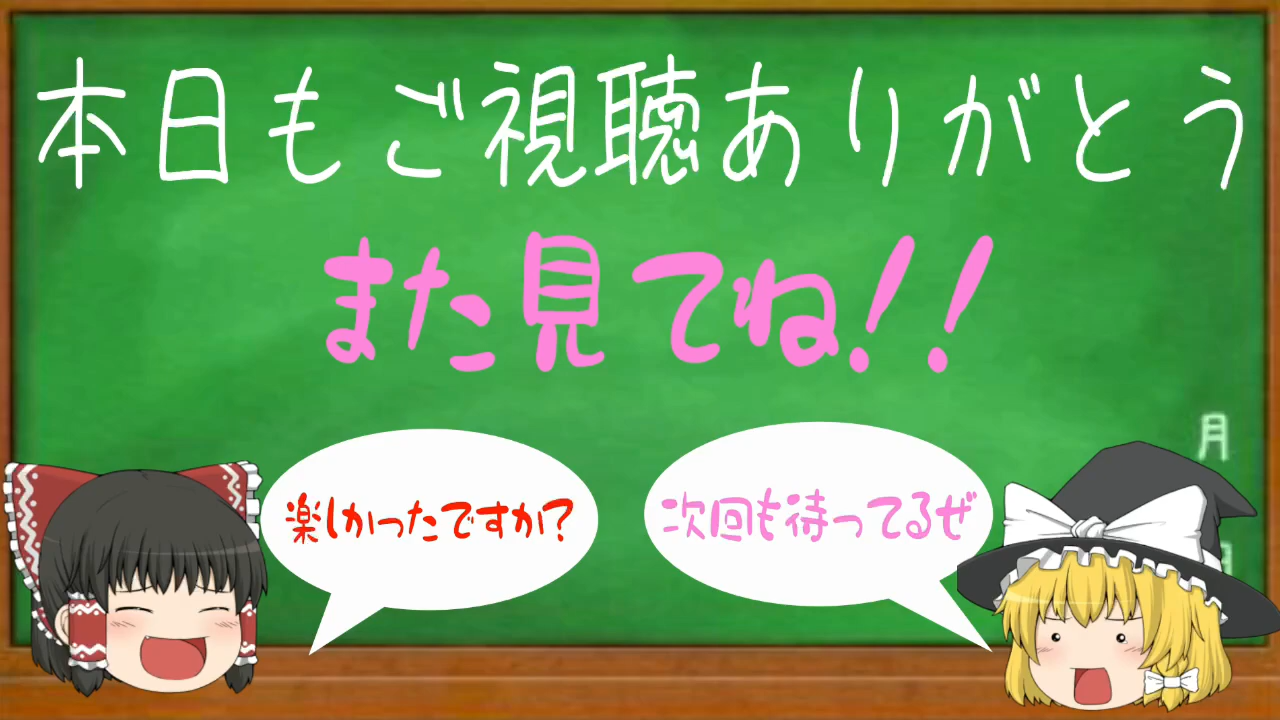 本日もご視聴ありがとう
また見てね!!
月
楽しかったですか?
次回も待ってるぜ